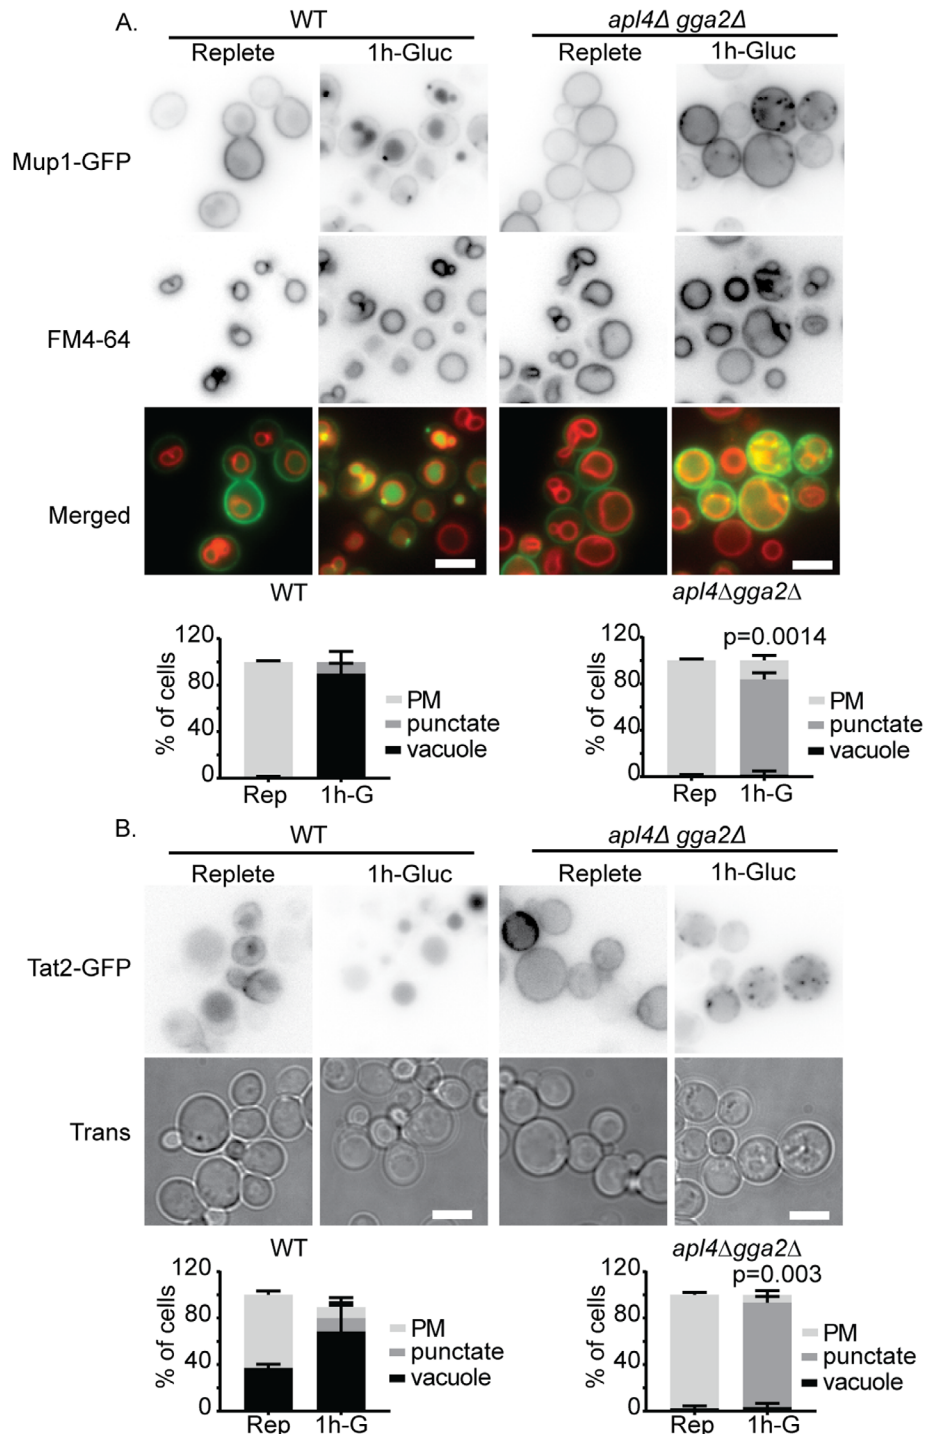 A.
WT
apl4Δ gga2Δ
Replete 1h-Gluc Replete 1h-Gluc
Mup1-GFP
FM4-64
Merged
WT
% of cells
120
80
40
0
Rep 1h-G
PM
punctate
vacuole
apl4Δgga2Δ
p=0.0014
% of cells
120
80
40
0
Rep 1h-G
PM
punctate
vacuole
B.
WT
apl4Δ gga2Δ
Replete 1h-Gluc Replete 1h-Gluc
Tat2-GFP
Trans
WT
% of cells
120
80
40
0
Rep 1h-G
PM
punctate
vacuole
apl4Δgga2Δ
p=0.003
% of cells
120
80
40
0
Rep 1h-G
PM
punctate
vacuole